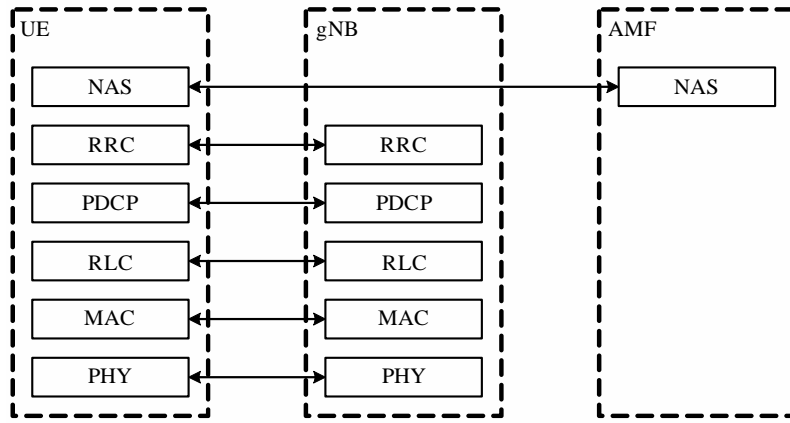 UE gNB AMF
NAS NAS
RRC RRC
PDCP PDCP
RLC RLC
MAC MAC
PHY PHY